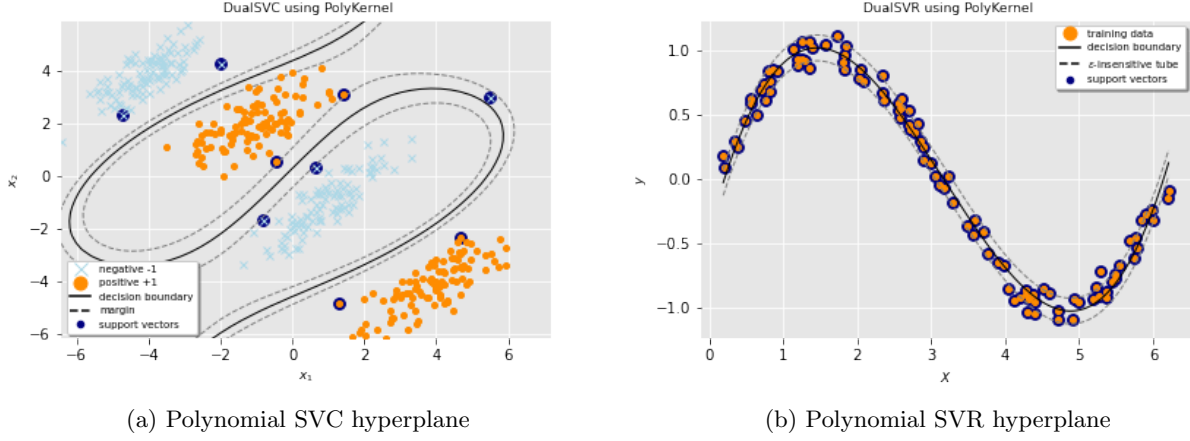 DualSVC using PolyKernel
4
2
0
−2
−4
−6
x₂
−6
−4
−2
0
2
4
6
x₁
negative -1
positive +1
decision boundary
margin
support vectors
(a) Polynomial SVC hyperplane
DualSVR using PolyKernel
1.0
0.5
0.0
−0.5
−1.0
y
0
1
2
3
4
5
6
X
training data
decision boundary
ε-insensitive tube
support vectors
(b) Polynomial SVR hyperplane